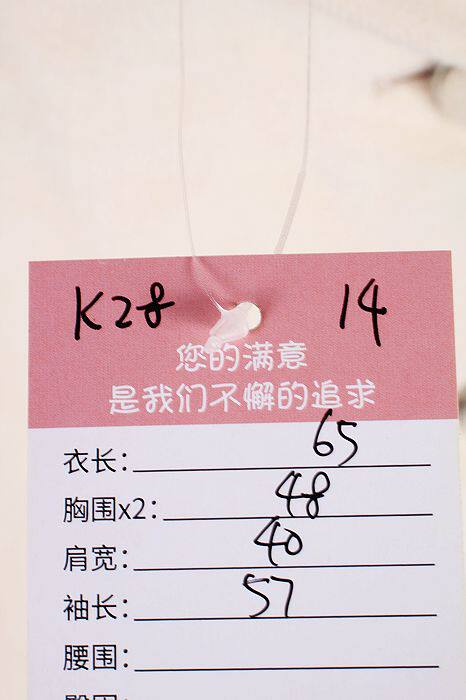 K28 14
您的满意
是我们不懈的追求
衣长: 65
胸围x2: 48
肩宽: 40
袖长: 57
腰围: